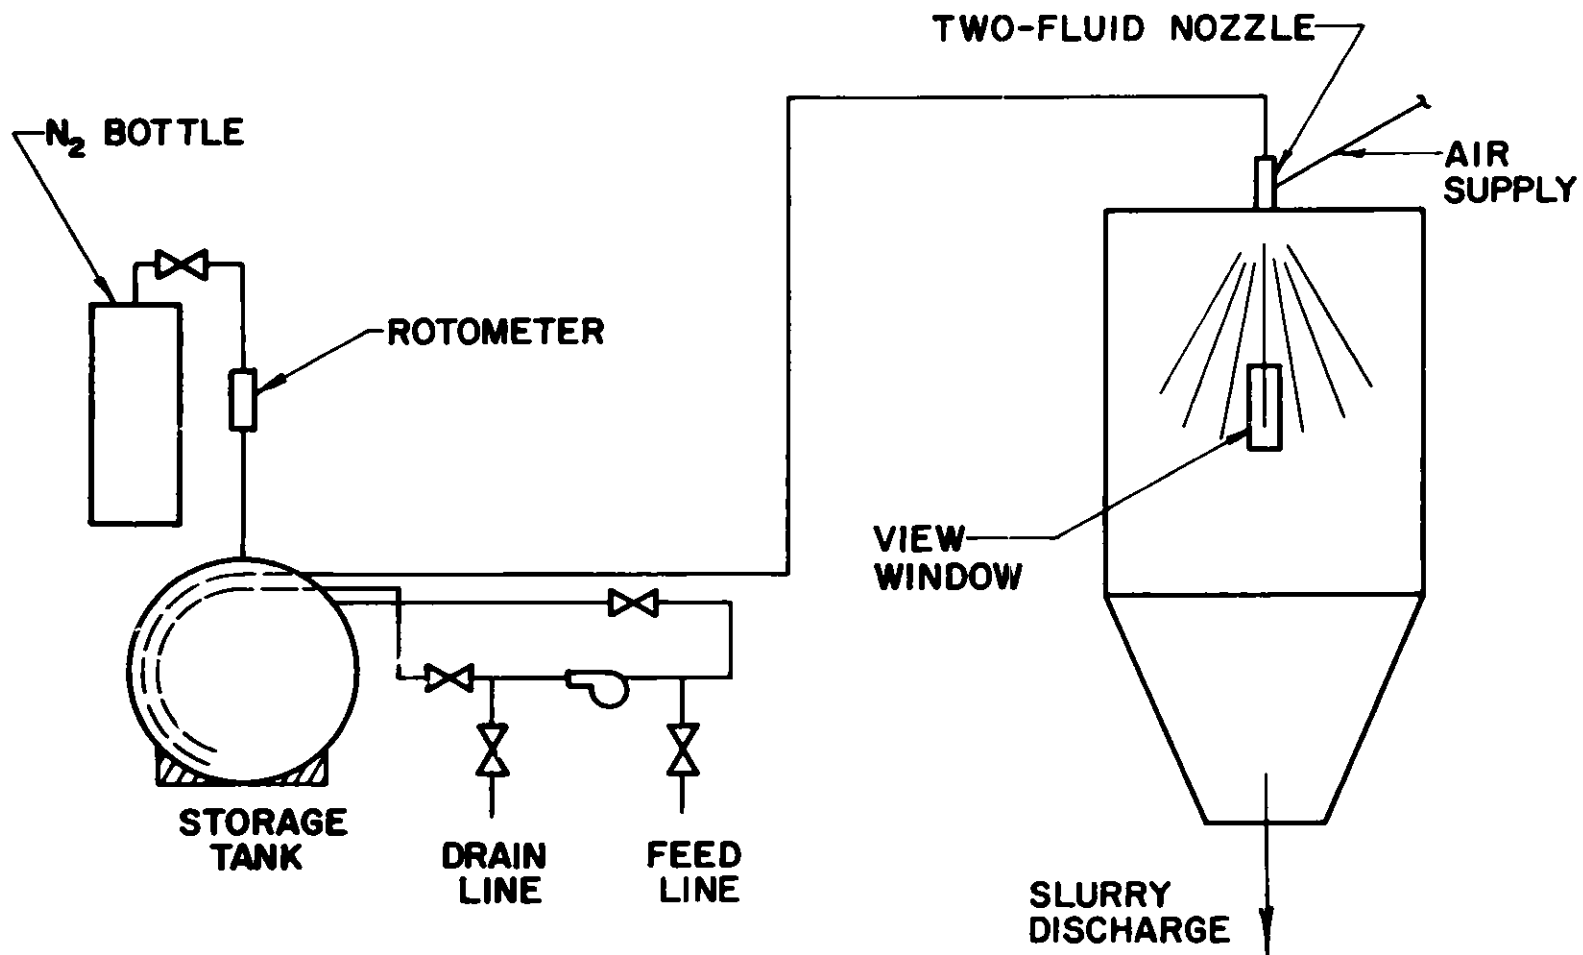 TWO-FLUID NOZZLE
N₂ BOTTLE
AIR
SUPPLY
ROTOMETER
VIEW
WINDOW
STORAGE
TANK
DRAIN
LINE
FEED
LINE
SLURRY
DISCHARGE